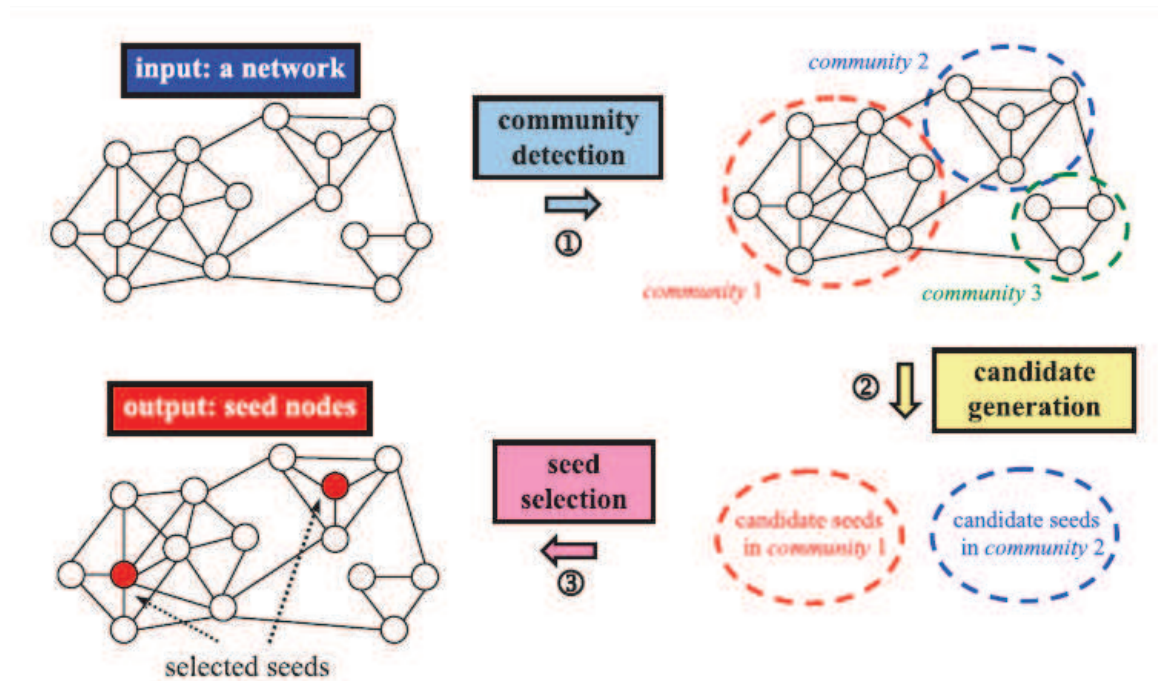 input: a network
community
detection
①
community 2
community 1
community 3
②
candidate
generation
candidate seeds
in community 1
candidate seeds
in community 2
seed
selection
③
output: seed nodes
selected seeds